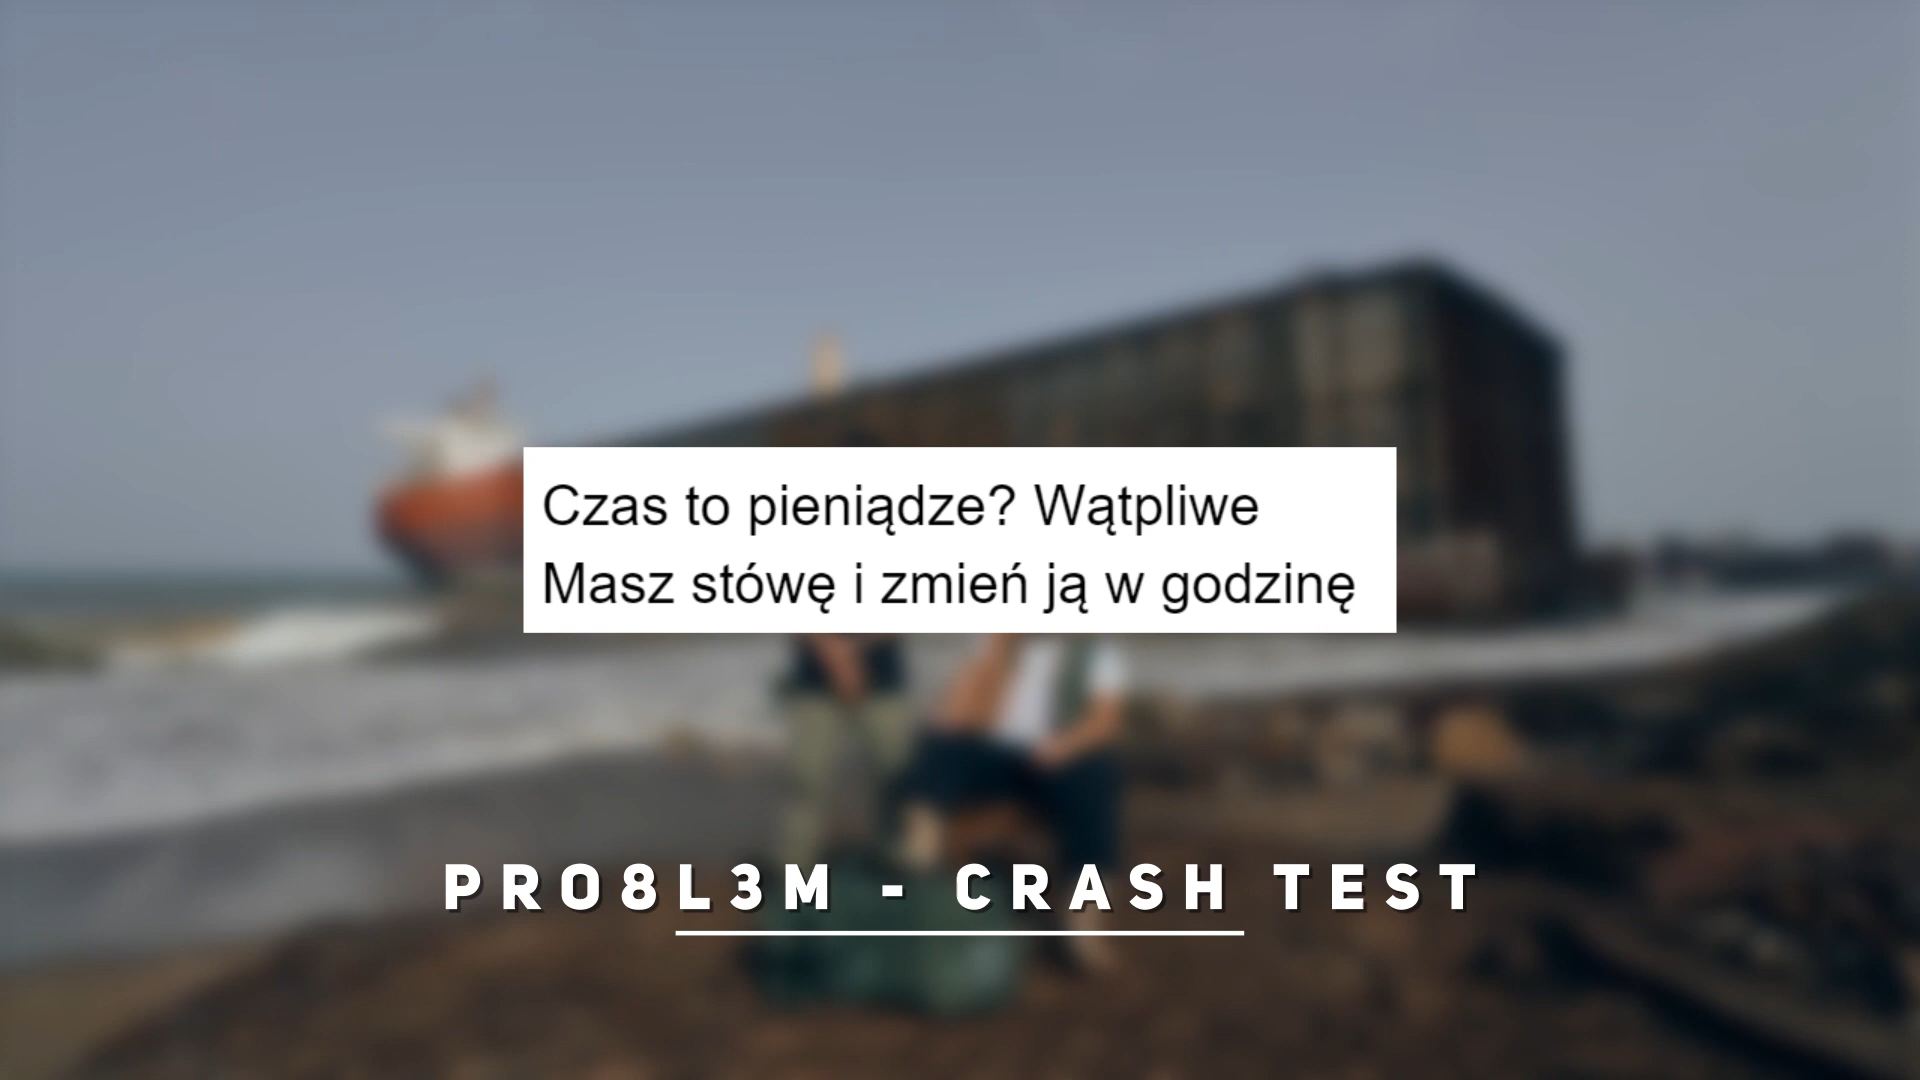 Czas to pieniądze? Wątpliwe
Masz stówę i zmień ją w godzinę
PRO8L3M - CRASH TEST